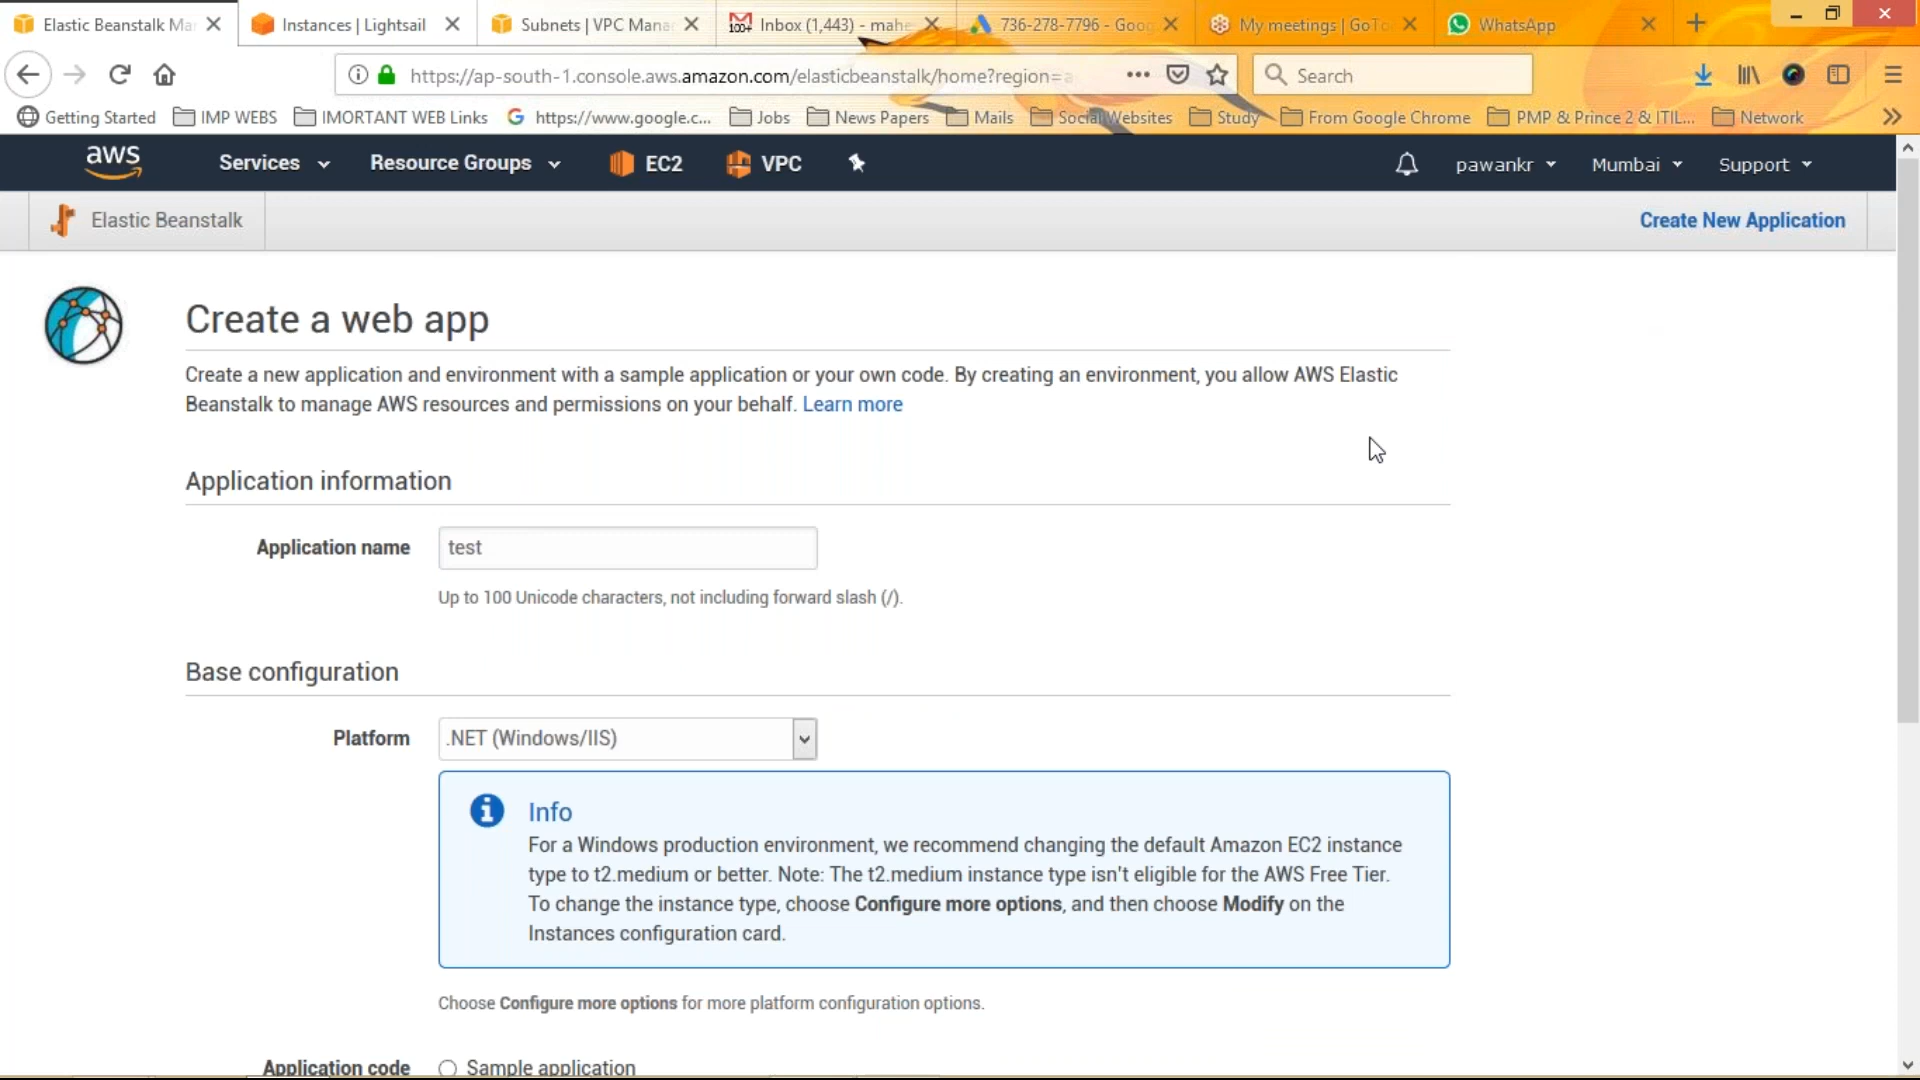 Elastic Beanstalk Ma
Instances | Lightsail
Subnets | VPC Mana
100+
Inbox (1,443) - mahe
736-278-7796 - Goog
My meetings | GoTo
WhatsApp
https://ap-south-1.console.aws.amazon.com/elasticbeanstalk/home?region=a
Search
Getting Started
IMP WEBS
IMORTANT WEB Links
https://www.google.c...
Jobs
News Papers
Mails
Social Websites
Study
From Google Chrome
PMP & Prince 2 & ITIL...
Network
aws
Services
Resource Groups
EC2
VPC
pawankr
Mumbai
Support
Elastic Beanstalk
Create New Application
Create a web app
Create a new application and environment with a sample application or your own code. By creating an environment, you allow AWS Elastic
Beanstalk to manage AWS resources and permissions on your behalf. Learn more
Application information
Application name
test
Up to 100 Unicode characters, not including forward slash (/).
Base configuration
Platform
.NET (Windows/IIS)
Info
For a Windows production environment, we recommend changing the default Amazon EC2 instance
type to t2.medium or better. Note: The t2.medium instance type isn't eligible for the AWS Free Tier.
To change the instance type, choose Configure more options, and then choose Modify on the
Instances configuration card.
Choose Configure more options for more platform configuration options.
Application code
Sample application